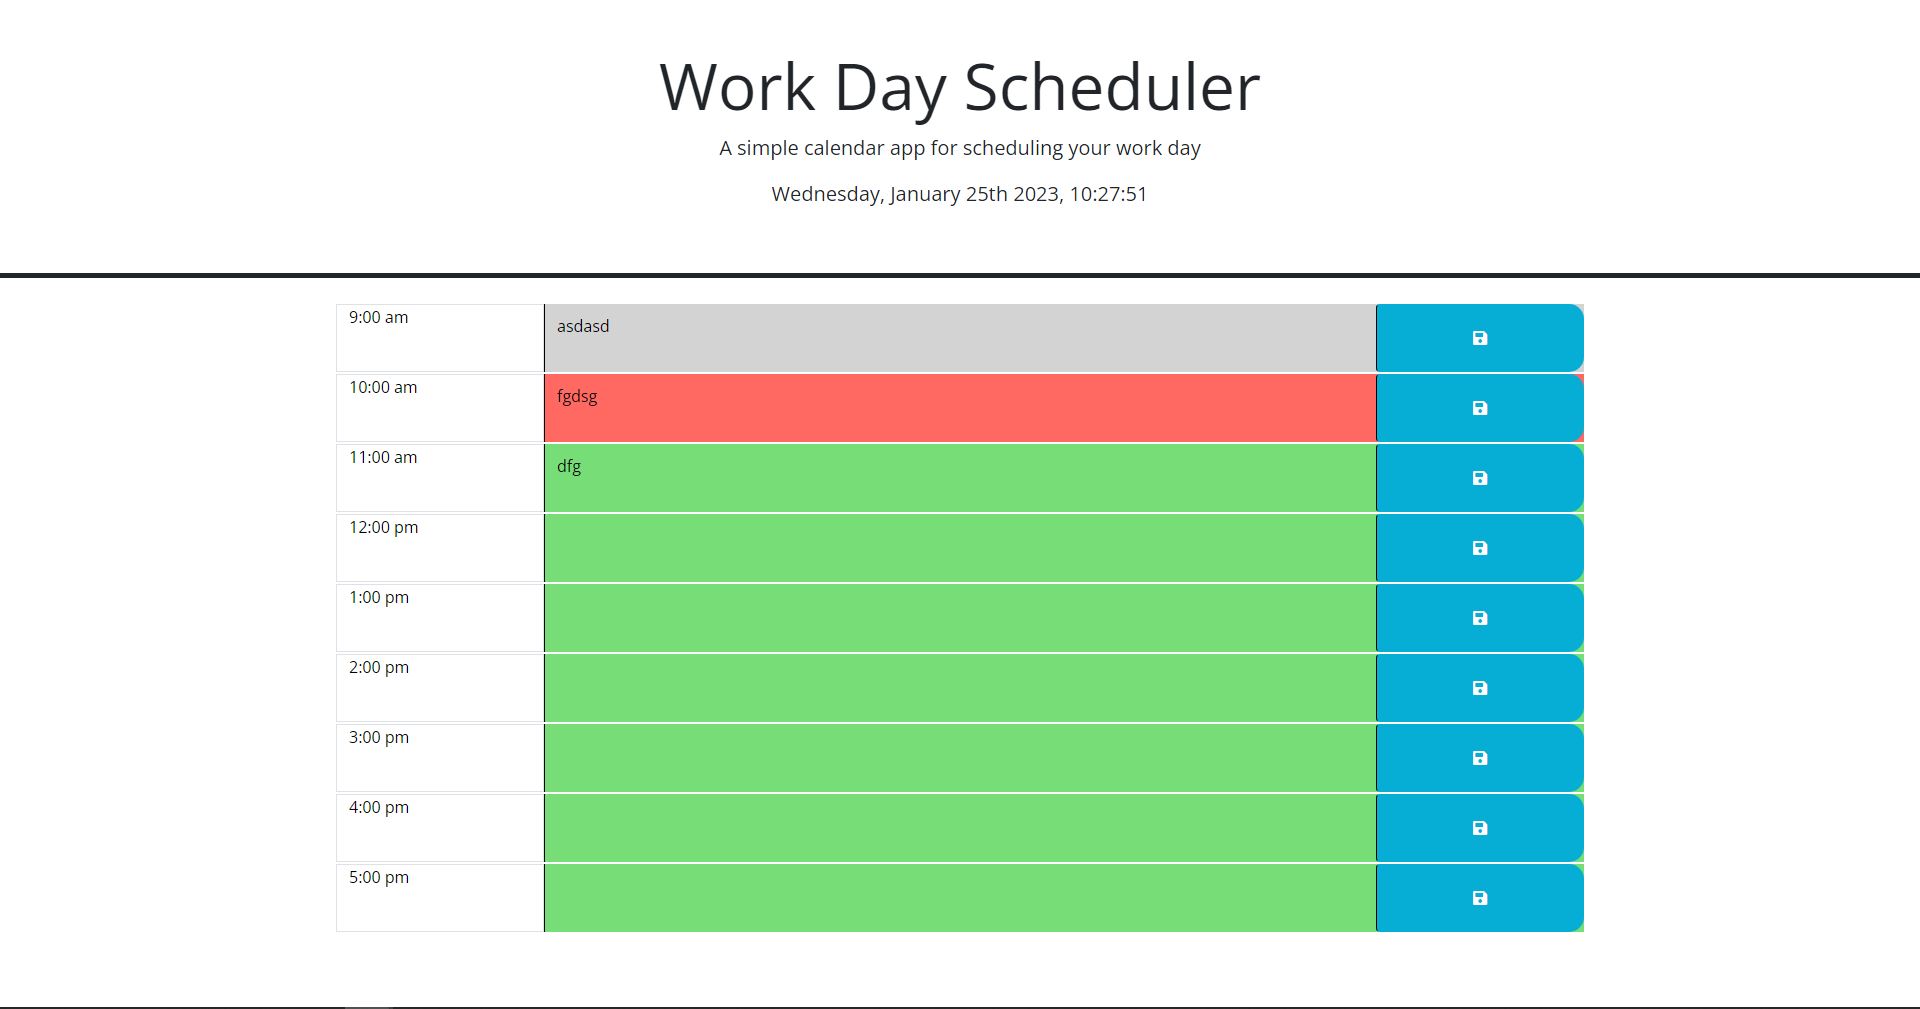 Work Day Scheduler
A simple calendar app for scheduling your work day
Wednesday, January 25th 2023, 10:27:51
9:00 am asdasd
10:00 am fgdsg
11:00 am dfg
12:00 pm
1:00 pm
2:00 pm
3:00 pm
4:00 pm
5:00 pm